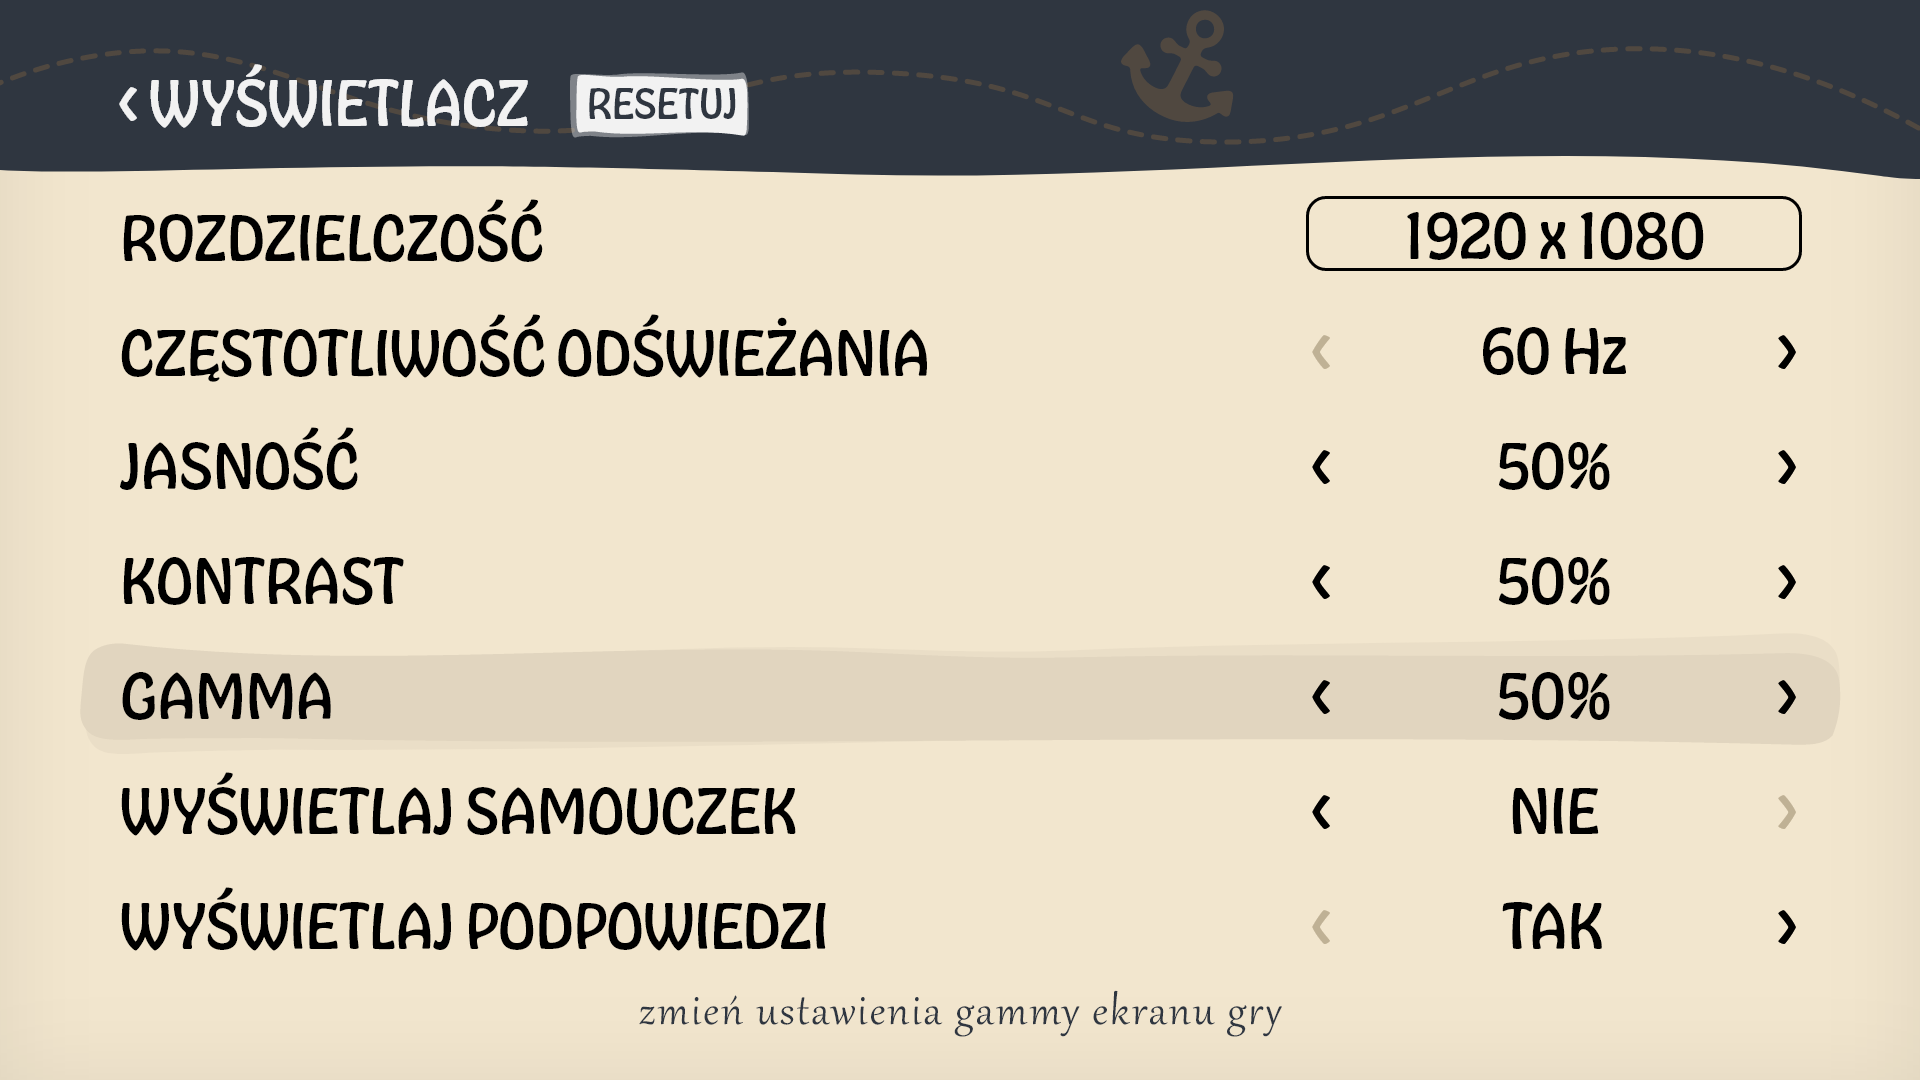 ‹ WYŚWIETLACZ RESETUJ
ROZDZIELCZOŚĆ 1920 x 1080
CZĘSTOTLIWOŚĆ ODŚWIEŻANIA ‹ 60 Hz ›
JASNOŚĆ ‹ 50% ›
KONTRAST ‹ 50% ›
GAMMA ‹ 50% ›
WYŚWIETLAJ SAMOUCZEK ‹ NIE ›
WYŚWIETLAJ PODPOWIEDZI ‹ TAK ›
zmień ustawienia gammy ekranu gry